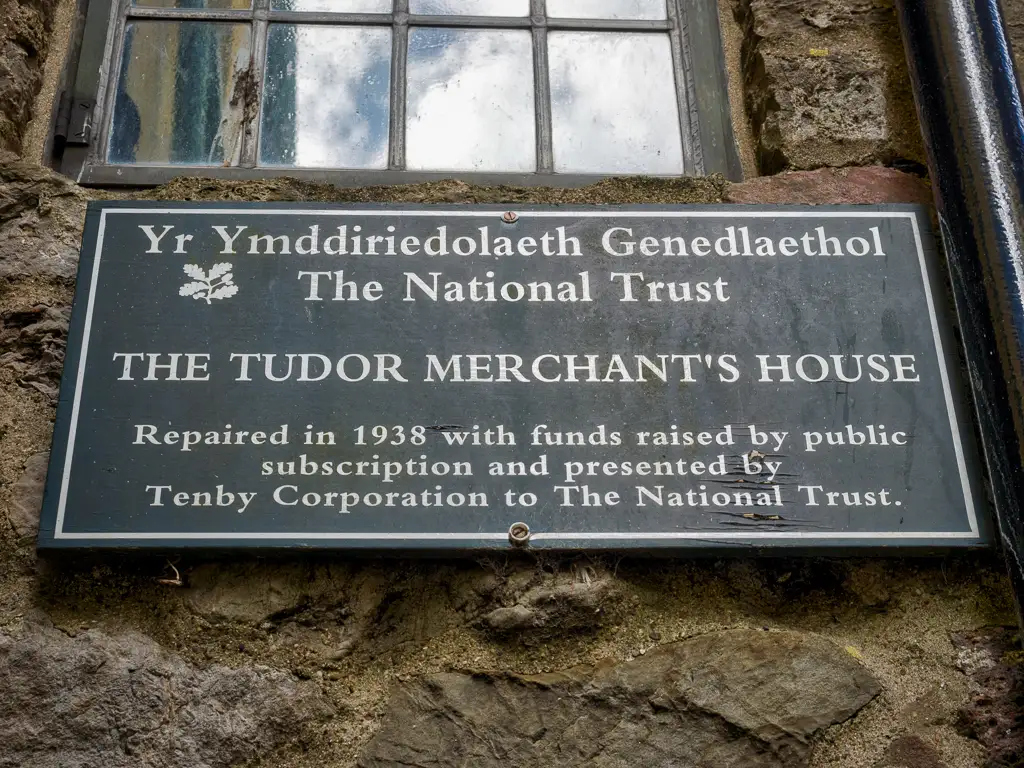 Yr Ymddiriedolaeth Genedlaethol
The National Trust
THE TUDOR MERCHANT'S HOUSE
Repaired in 1938 with funds raised by public
subscription and presented by
Tenby Corporation to The National Trust.